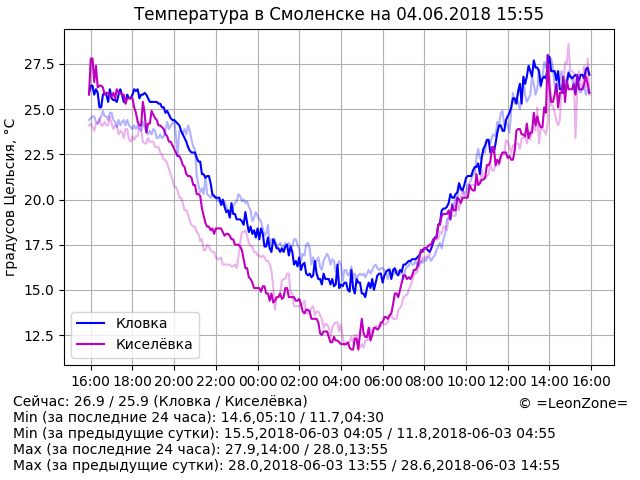 Температура в Смоленске на 04.06.2018 15:55
градусов Цельсия, °C
27.5
25.0
22.5
20.0
17.5
15.0
12.5
Кловка
Киселёвка
16:00 18:00 20:00 22:00 00:00 02:00 04:00 06:00 08:00 10:00 12:00 14:00 16:00
Сейчас: 26.9 / 25.9 (Кловка / Киселёвка)
© =LeonZone=
Min (за последние 24 часа): 14.6,05:10 / 11.7,04:30
Min (за предыдущие сутки): 15.5,2018-06-03 04:05 / 11.8,2018-06-03 04:55
Max (за последние 24 часа): 27.9,14:00 / 28.0,13:55
Max (за предыдущие сутки): 28.0,2018-06-03 13:55 / 28.6,2018-06-03 14:55